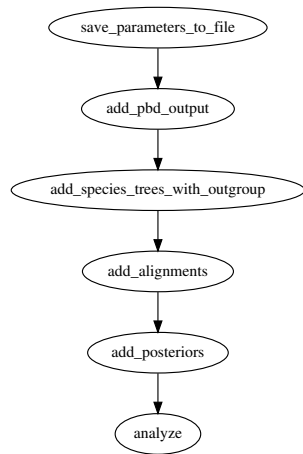 save_parameters_to_file
add_pbd_output
add_species_trees_with_outgroup
add_alignments
add_posteriors
analyze